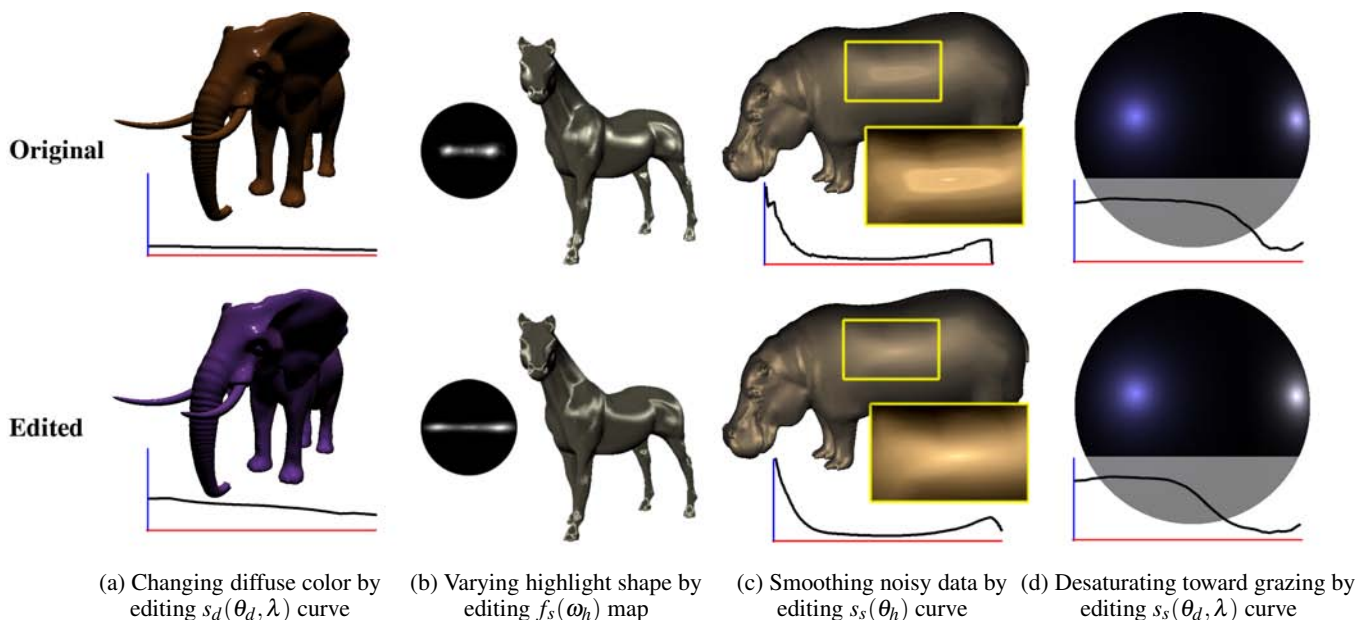 Original
Edited
(a) Changing diffuse color by
editing s_d(θ_d, λ) curve
(b) Varying highlight shape by
editing f_s(ω_h) map
(c) Smoothing noisy data by
editing s_s(θ_h) curve
(d) Desaturating toward grazing by
editing s_s(θ_d, λ) curve